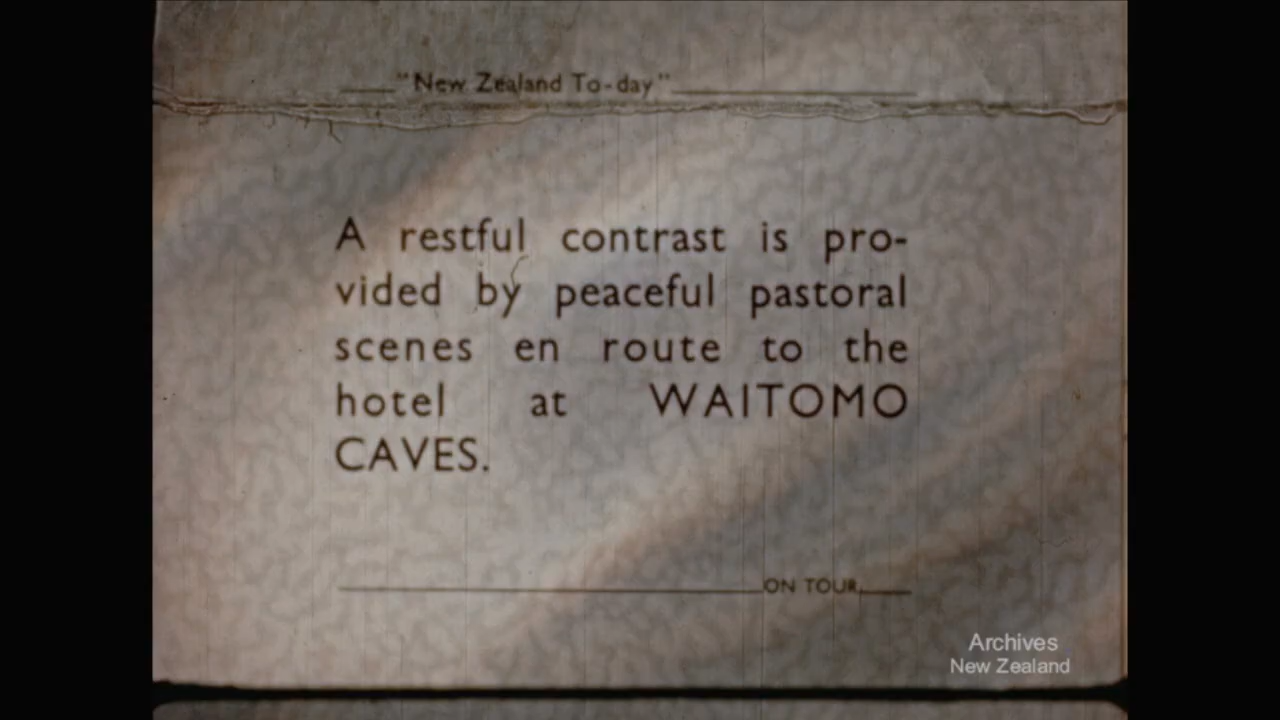 "New Zealand To-day"
A restful contrast is pro-
vided by peaceful pastoral
scenes en route to the
hotel at WAITOMO
CAVES.
ON TOUR
Archives
New Zealand